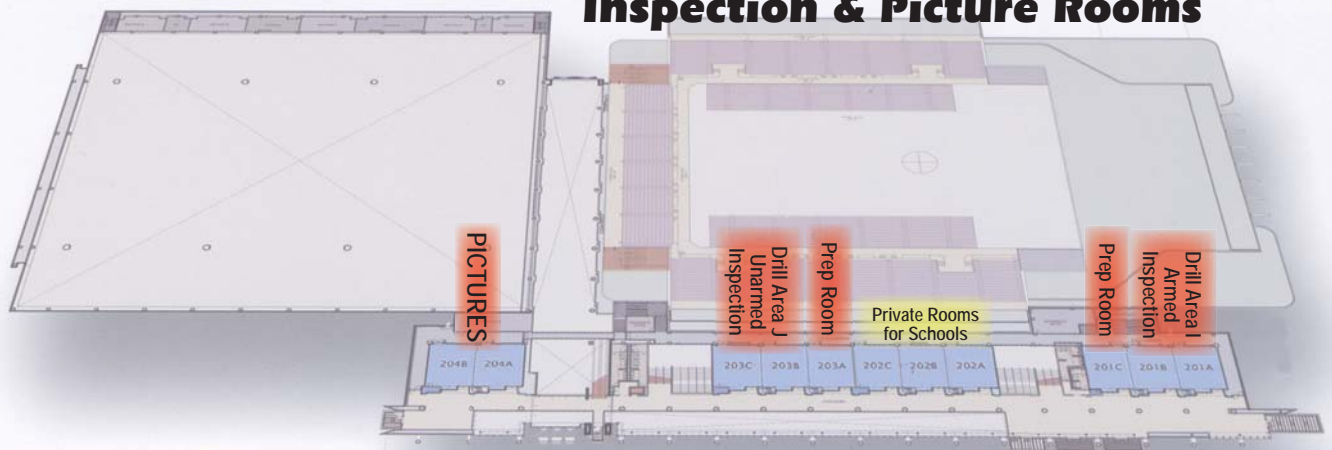 Inspection & Picture Rooms
PICTURES
Drill Area J
Unarmed
Inspection
Prep Room
Private Rooms
for Schools
Prep Room
Drill Area I
Armed
Inspection
204B
204A
203C
203B
203A
202C
202B
202A
201C
201B
201A